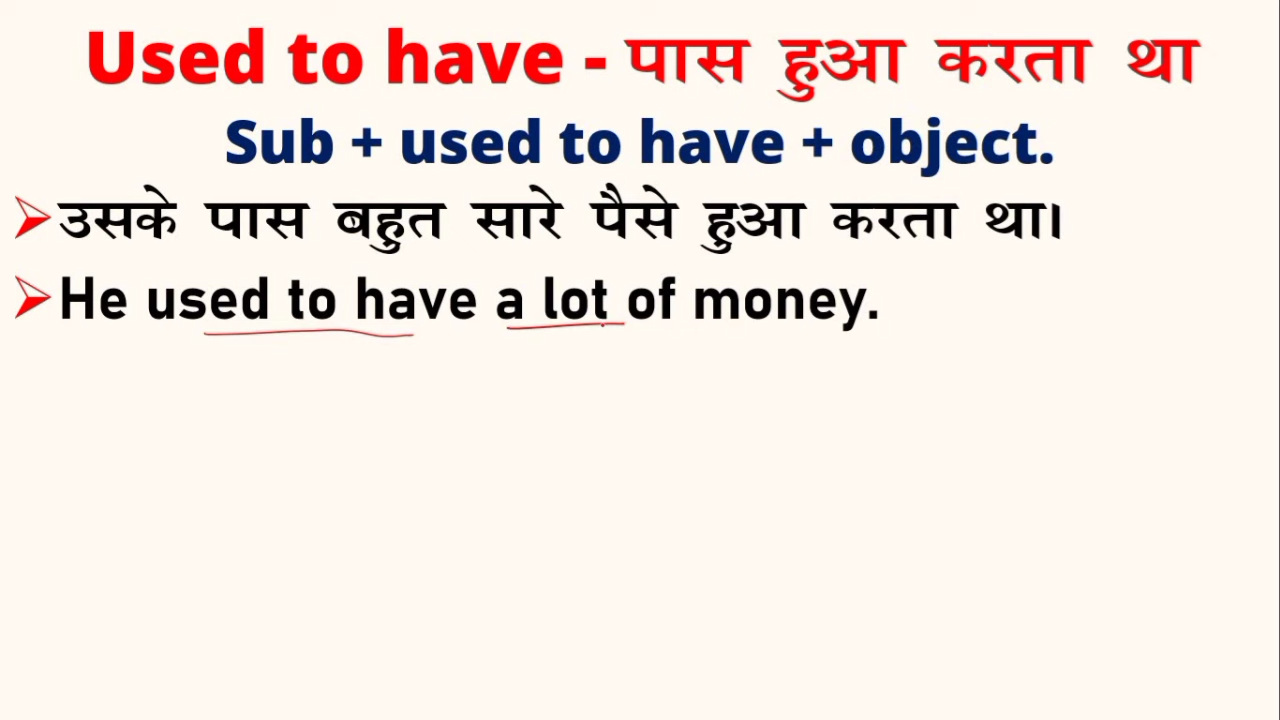 Used to have - पास हुआ करता था
Sub + used to have + object.
उसके पास बहुत सारे पैसे हुआ करता था।
He used to have a lot of money.